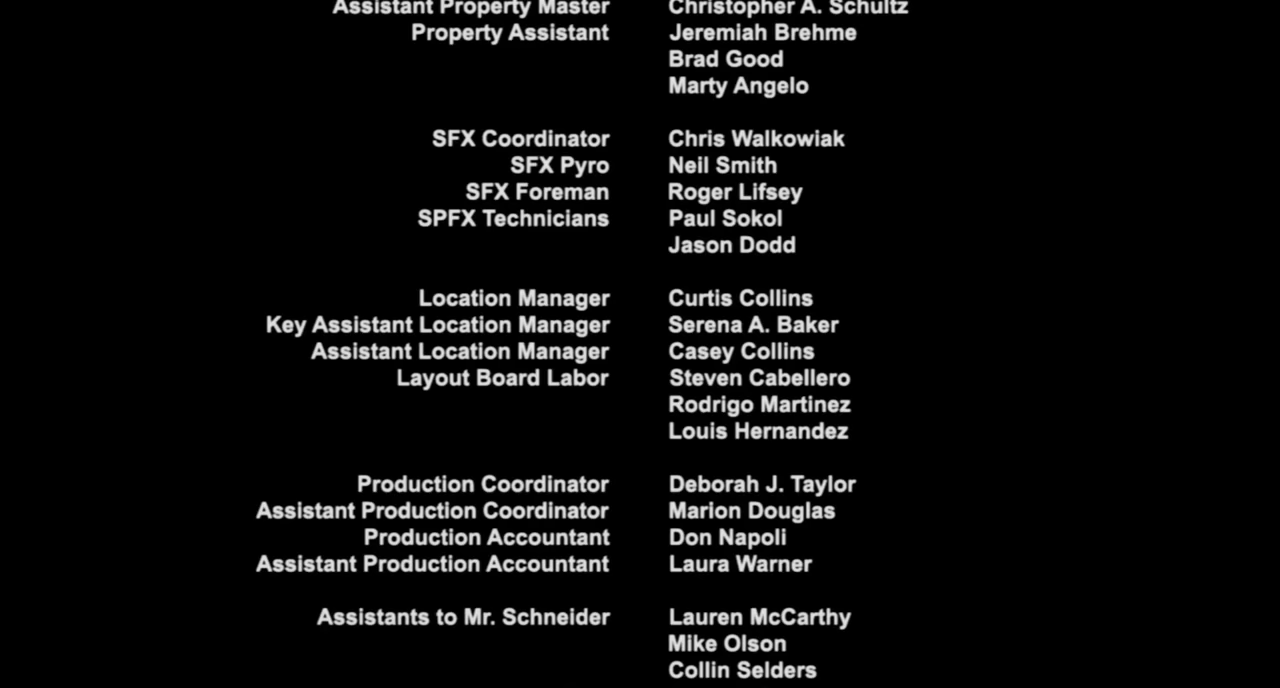 Assistant Property Master Christopher A. Schultz
Property Assistant Jeremiah Brehme
Brad Good
Marty Angelo
SFX Coordinator Chris Walkowiak
SFX Pyro Neil Smith
SFX Foreman Roger Lifsey
SPFX Technicians Paul Sokol
Jason Dodd
Location Manager Curtis Collins
Key Assistant Location Manager Serena A. Baker
Assistant Location Manager Casey Collins
Layout Board Labor Steven Cabellero
Rodrigo Martinez
Louis Hernandez
Production Coordinator Deborah J. Taylor
Assistant Production Coordinator Marion Douglas
Production Accountant Don Napoli
Assistant Production Accountant Laura Warner
Assistants to Mr. Schneider Lauren McCarthy
Mike Olson
Collin Selders